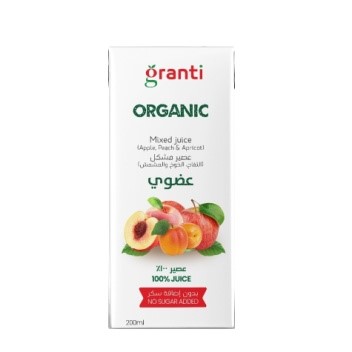 granti
ORGANIC
Mixed juice
(Apple, Peach & Apricot)
عصير مشكل
(التفاح، الخوخ والمشمش)
عضوي
عصير ١٠٠٪
100% JUICE
بدون إضافة سكر
NO SUGAR ADDED
200ml